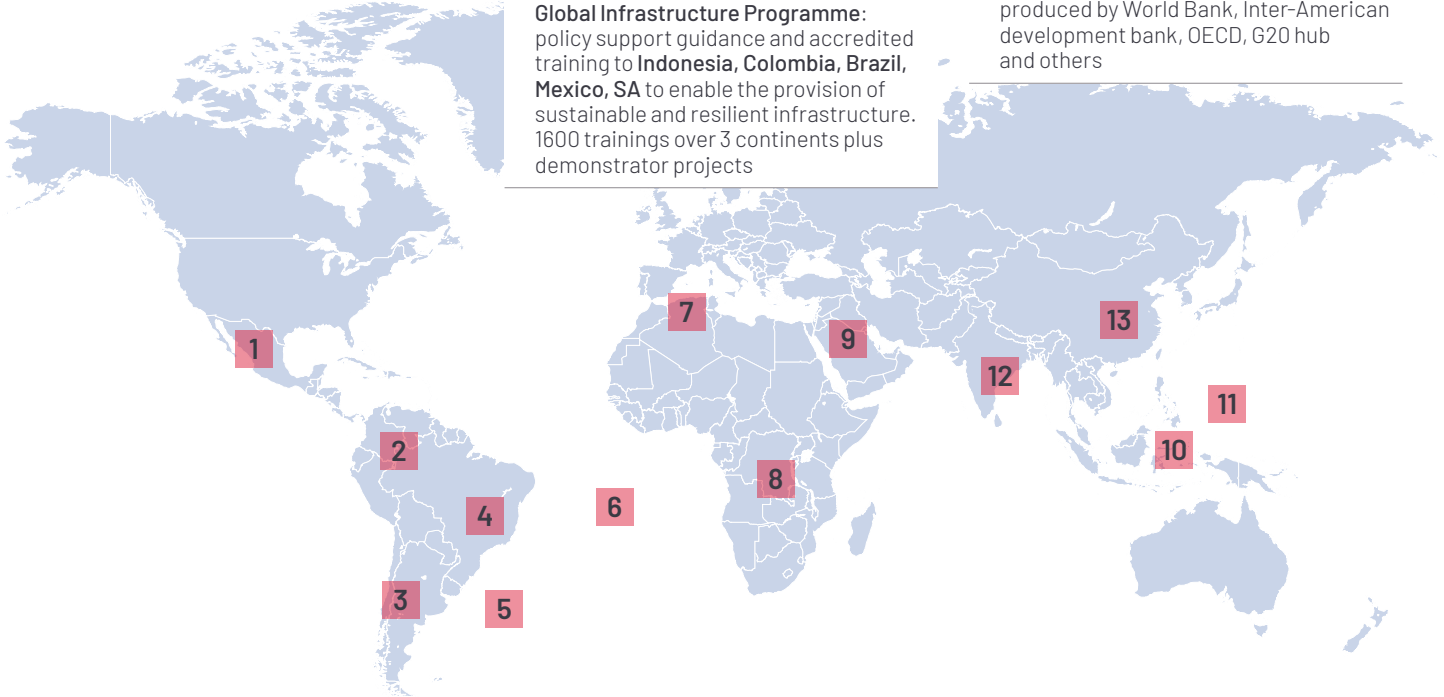 Global Infrastructure Programme:
policy support guidance and accredited
training to Indonesia, Colombia, Brazil,
Mexico, SA to enable the provision of
sustainable and resilient infrastructure.
1600 trainings over 3 continents plus
demonstrator projects
produced by World Bank, Inter-American
development bank, OECD, G20 hub
and others
1
2
3
4
5
6
7
8
9
10
11
12
13